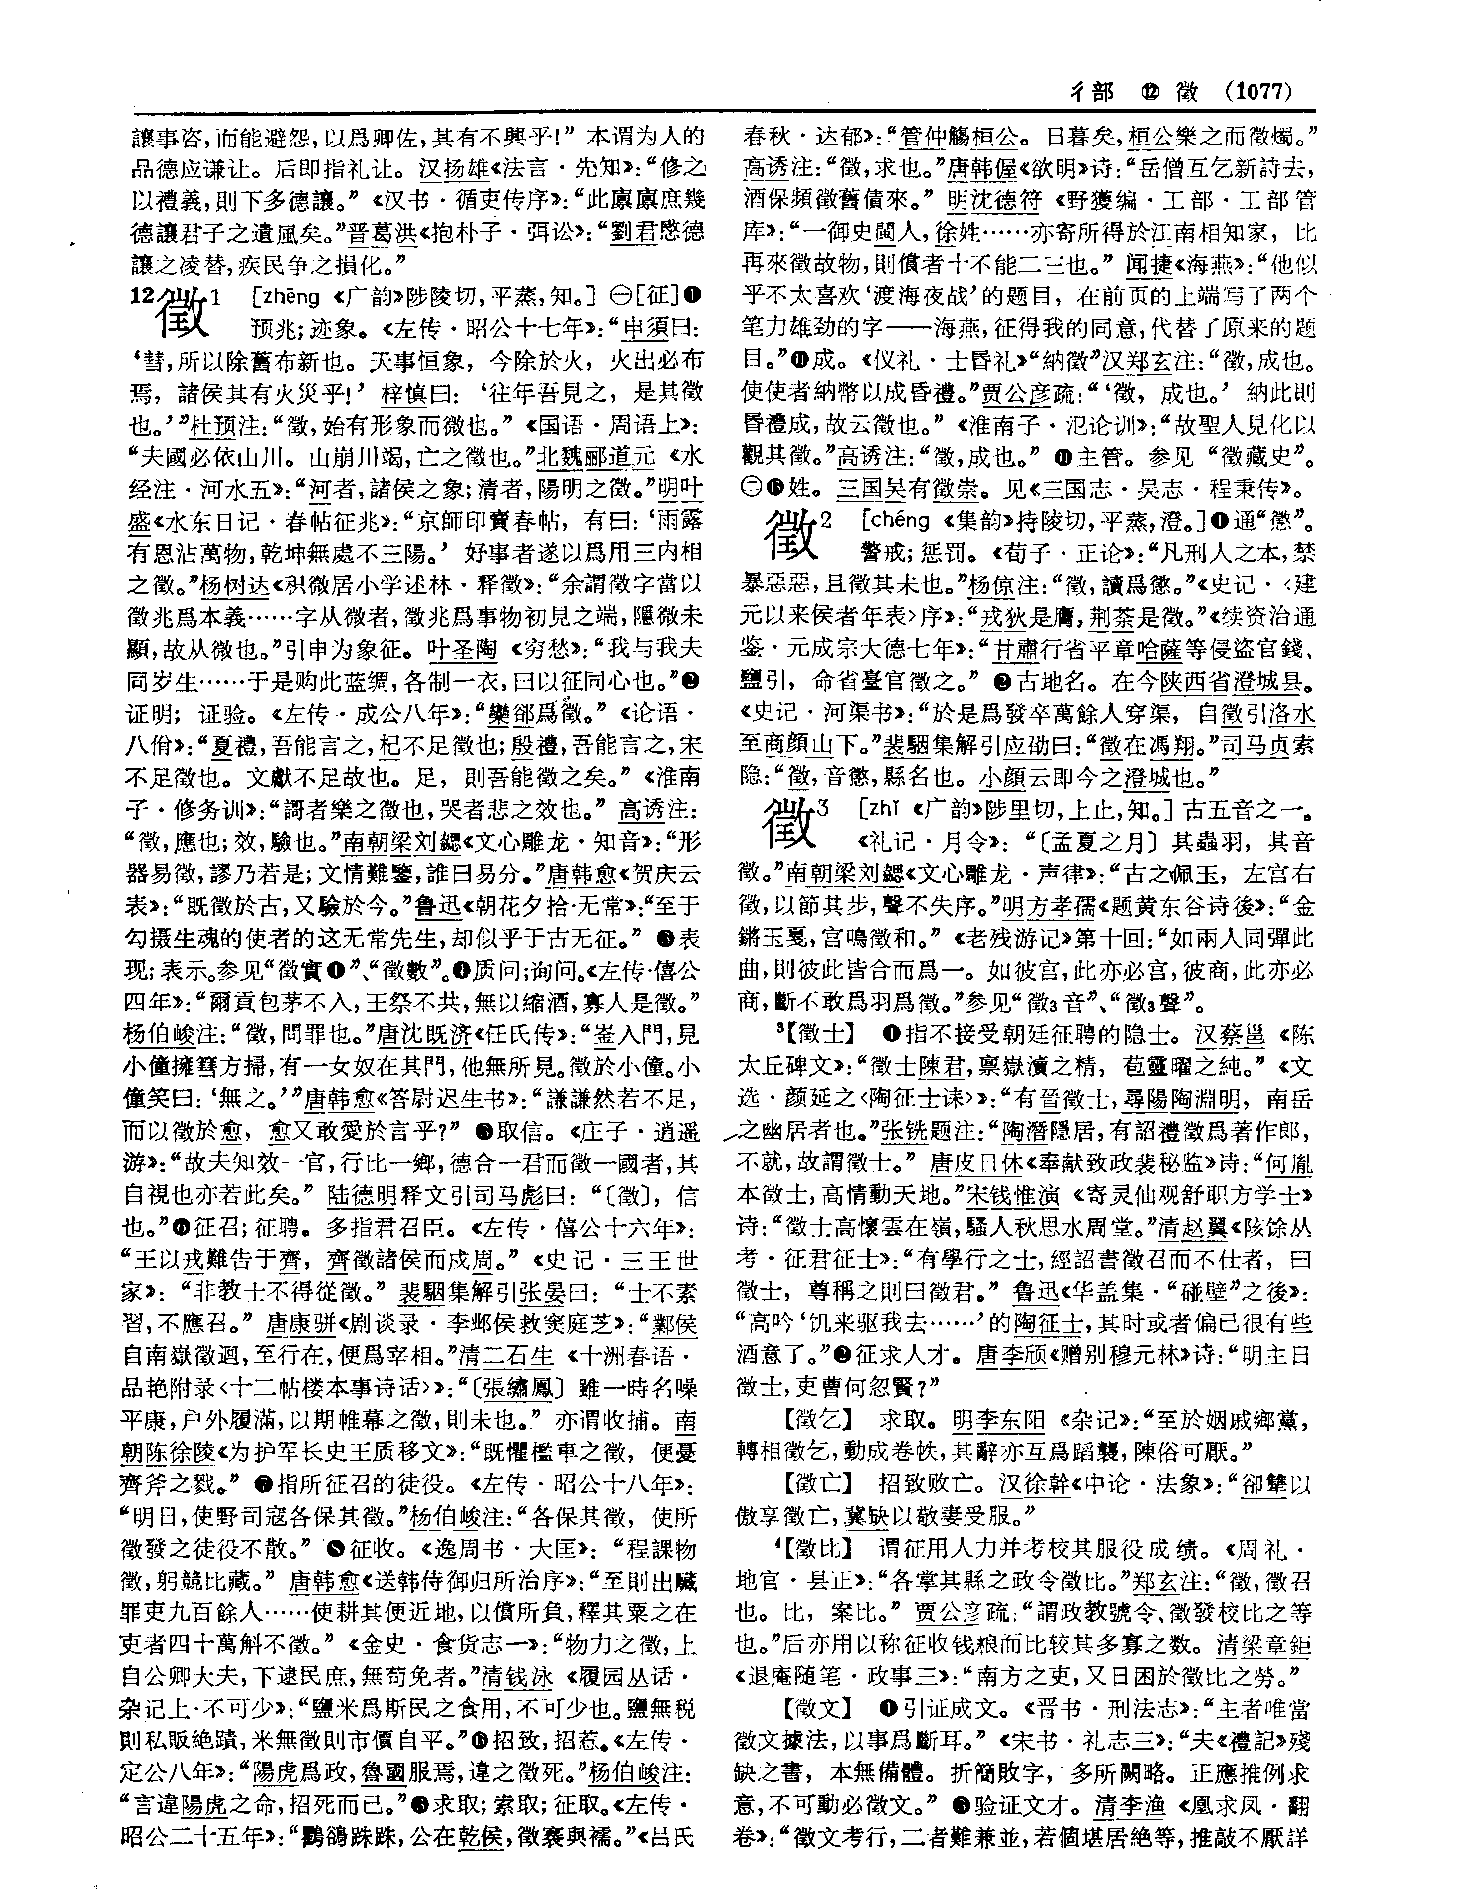 彳部 ⑫ 徵 (1077)
讓事咨,而能避怨,以爲卿佐,其有不興乎!”本谓为人的
品德应谦让。后即指礼让。汉扬雄《法言·先知》:“修之
以禮義,則下多德讓。”《汉书·循吏传序》:“此廩廩庶幾
德讓君子之遺風矣。”晋葛洪《抱朴子·弭讼》:“劉君愍德
讓之凌替,疾民争之損化。”
12徵1 [zhēng 《广韵》陟陵切,平蒸,知。]㊀[征]❶
预兆;迹象。《左传·昭公十七年》:“申須曰:
‘彗,所以除舊布新也。天事恒象,今除於火,火出必布
焉,諸侯其有火災乎!’梓慎曰:‘往年吾見之,是其徵
也。’”杜预注:“徵,始有形象而微也。”《国语·周语上》:
“夫國必依山川。山崩川竭,亡之徵也。”北魏郦道元《水
经注·河水五》:“河者,諸侯之象;清者,陽明之徵。”明叶
盛《水东日记·春帖征兆》:“京師印賣春帖,有曰:‘雨露
有恩沾萬物,乾坤無處不三陽。’好事者遂以爲用三内相
之徵。”杨树达《积微居小学述林·释徵》:“余謂徵字當以
徵兆爲本義……字从微者,徵兆爲事物初見之端,隱微未
顯,故从微也。”引申为象征。叶圣陶《穷愁》:“我与我夫
同岁生……于是购此蓝绸,各制一衣,曰以征同心也。”❷
证明;证验。《左传·成公八年》:“欒郤爲徵。”《论语·
八佾》:“夏禮,吾能言之,杞不足徵也;殷禮,吾能言之,宋
不足徵也。文獻不足故也。足,則吾能徵之矣。”《淮南
子·修务训》:“謌者樂之徵也,哭者悲之效也。”高诱注:
“徵,應也;效,驗也。”南朝梁刘勰《文心雕龙·知音》:“形
器易徵,謬乃若是;文情難鑒,誰曰易分。”唐韩愈《贺庆云
表》:“既徵於古,又驗於今。”鲁迅《朝花夕拾·无常》:“至于
勾摄生魂的使者的这无常先生,却似乎于古无征。”❸表
现;表示。参见“徵實❶”、“徵數”。❹质问;询问。《左传·僖公
四年》:“爾貢包茅不入,王祭不共,無以縮酒,寡人是徵。”
杨伯峻注:“徵,問罪也。”唐沈既济《任氏传》:“崟入門,見
小僮擁篲方掃,有一女奴在其門,他無所見。徵於小僮。小
僮笑曰:‘無之。’”唐韩愈《答尉迟生书》:“謙謙然若不足,
而以徵於愈,愈又敢愛於言乎?”❺取信。《庄子·逍遥
游》:“故夫知效一官,行比一鄉,德合一君而徵一國者,其
自視也亦若此矣。”陆德明释文引司马彪曰:“〔徵〕,信
也。”❻征召;征聘。多指君召臣。《左传·僖公十六年》:
“王以戎難告于齊,齊徵諸侯而戍周。”《史记·三王世
家》:“非教士不得從徵。”裴駰集解引张晏曰:“士不素
習,不應召。”唐康骈《剧谈录·李邺侯救窦庭芝》:“鄴侯
自南嶽徵迴,至行在,便爲宰相。”清二石生《十洲春语·
品艳附录〈十二帖楼本事诗话〉》:“〔張繡鳳〕雖一時名噪
平康,户外履滿,以期帷幕之徵,則未也。”亦谓收捕。南
朝陈徐陵《为护军长史王质移文》:“既懼檻車之徵,便憂
齊斧之戮。”❼指所征召的徒役。《左传·昭公十八年》:
“明日,使野司寇各保其徵。”杨伯峻注:“各保其徵,使所
徵發之徒役不散。”❽征收。《逸周书·大匡》:“程課物
徵,躬競比藏。”唐韩愈《送韩侍御归所治序》:“至則出贓
罪吏九百餘人……使耕其便近地,以償所負,釋其粟之在
吏者四十萬斛不徵。”《金史·食货志一》:“物力之徵,上
自公卿大夫,下逮民庶,無苟免者。”清钱泳《履园丛话·
杂记上·不可少》:“鹽米爲斯民之食用,不可少也。鹽無税
則私販絶蹟,米無徵則市價自平。”❾招致,招惹。《左传·
定公八年》:“陽虎爲政,魯國服焉,違之徵死。”杨伯峻注:
“言違陽虎之命,招死而已。”❿求取;索取;征取。《左传·
昭公二十五年》:“鸜鵒跦跦,公在乾侯,徵褰與襦。”《吕氏
春秋·达郁》:“管仲觴桓公。日暮矣,桓公樂之而徵燭。”
高诱注:“徵,求也。”唐韩偓《欲明》诗:“岳僧互乞新詩去,
酒保頻徵舊債來。”明沈德符《野獲编·工部·工部管
库》:“一御史閩人,徐姓……亦寄所得於江南相知家,比
再來徵故物,則償者十不能二三也。”闻捷《海燕》:“他似
乎不太喜欢‘渡海夜战’的题目,在前页的上端写了两个
笔力雄劲的字——海燕,征得我的同意,代替了原来的题
目。”⓫成。《仪礼·士昏礼》“納徵”汉郑玄注:“徵,成也。
使使者納幣以成昏禮。”贾公彦疏:“‘徵,成也。’納此則
昏禮成,故云徵也。”《淮南子·氾论训》:“故聖人見化以
觀其徵。”高诱注:“徵,成也。”⓬主管。参见“徵藏史”。
㊁⓭姓。三国吴有徵崇。见《三国志·吴志·程秉传》。
徵2 [chéng 《集韵》持陵切,平蒸,澄。]❶通“懲”。
警戒;惩罚。《荀子·正论》:“凡刑人之本,禁
暴惡惡,且徵其未也。”杨倞注:“徵,讀爲懲。”《史记·〈建
元以来侯者年表〉序》:“戎狄是膺,荆荼是徵。”《续资治通
鉴·元成宗大德七年》:“甘肅行省平章哈薩等侵盜官錢、
鹽引,命省臺官徵之。”❷古地名。在今陕西省澄城县。
《史记·河渠书》:“於是爲發卒萬餘人穿渠,自徵引洛水
至商顔山下。”裴駰集解引应劭曰:“徵在馮翔。”司马贞索
隐:“徵,音懲,縣名也。小顔云即今之澄城也。”
徵3 [zhǐ 《广韵》陟里切,上止,知。]古五音之一。
《礼记·月令》:“〔孟夏之月〕其蟲羽,其音
徵。”南朝梁刘勰《文心雕龙·声律》:“古之佩玉,左宫右
徵,以節其步,聲不失序。”明方孝孺《题黄东谷诗後》:“金
鏘玉戛,宫鳴徵和。”《老残游记》第十回:“如兩人同彈此
曲,則彼此皆合而爲一。如彼宫,此亦必宫,彼商,此亦必
商,斷不敢爲羽爲徵。”参见“徵3音”、“徵3聲”。
³【徵士】 ❶指不接受朝廷征聘的隐士。汉蔡邕《陈
太丘碑文》:“徵士陳君,禀嶽瀆之精,苞靈曜之純。”《文
选·颜延之〈陶征士诔〉》:“有晉徵士,尋陽陶淵明,南岳
之幽居者也。”张铣题注:“陶潛隱居,有詔禮徵爲著作郎,
不就,故謂徵士。”唐皮日休《奉献致政裴秘监》诗:“何胤
本徵士,高情動天地。”宋钱惟演《寄灵仙观舒职方学士》
诗:“徵士高懷雲在嶺,騷人秋思水周堂。”清赵翼《陔馀丛
考·征君征士》:“有學行之士,經詔書徵召而不仕者,曰
徵士,尊稱之則曰徵君。”鲁迅《华盖集·“碰壁”之後》:
“高吟‘饥来驱我去……’的陶征士,其时或者偏已很有些
酒意了。”❷征求人才。唐李颀《赠别穆元林》诗:“明主日
徵士,吏曹何忽賢?”
【徵乞】 求取。明李东阳《杂记》:“至於姻戚鄉黨,
轉相徵乞,動成卷帙,其辭亦互爲蹈襲,陳俗可厭。”
【徵亡】 招致败亡。汉徐幹《中论·法象》:“郤犨以
傲享徵亡,冀缺以敬妻受服。”
⁴【徵比】 谓征用人力并考校其服役成绩。《周礼·
地官·县正》:“各掌其縣之政令徵比。”郑玄注:“徵,徵召
也。比,案比。”贾公彦疏:“謂政教號令、徵發校比之等
也。”后亦用以称征收钱粮而比较其多寡之数。清梁章鉅
《退庵随笔·政事三》:“南方之吏,又日困於徵比之勞。”
【徵文】 ❶引证成文。《晋书·刑法志》:“主者唯當
徵文據法,以事爲斷耳。”《宋书·礼志三》:“夫《禮記》殘
缺之書,本無備體。折簡敗字,多所闕略。正應推例求
意,不可動必徵文。”❷验证文才。清李渔《凰求凤·翻
卷》:“徵文考行,二者難兼並,若個堪居絶等,推敲不厭詳